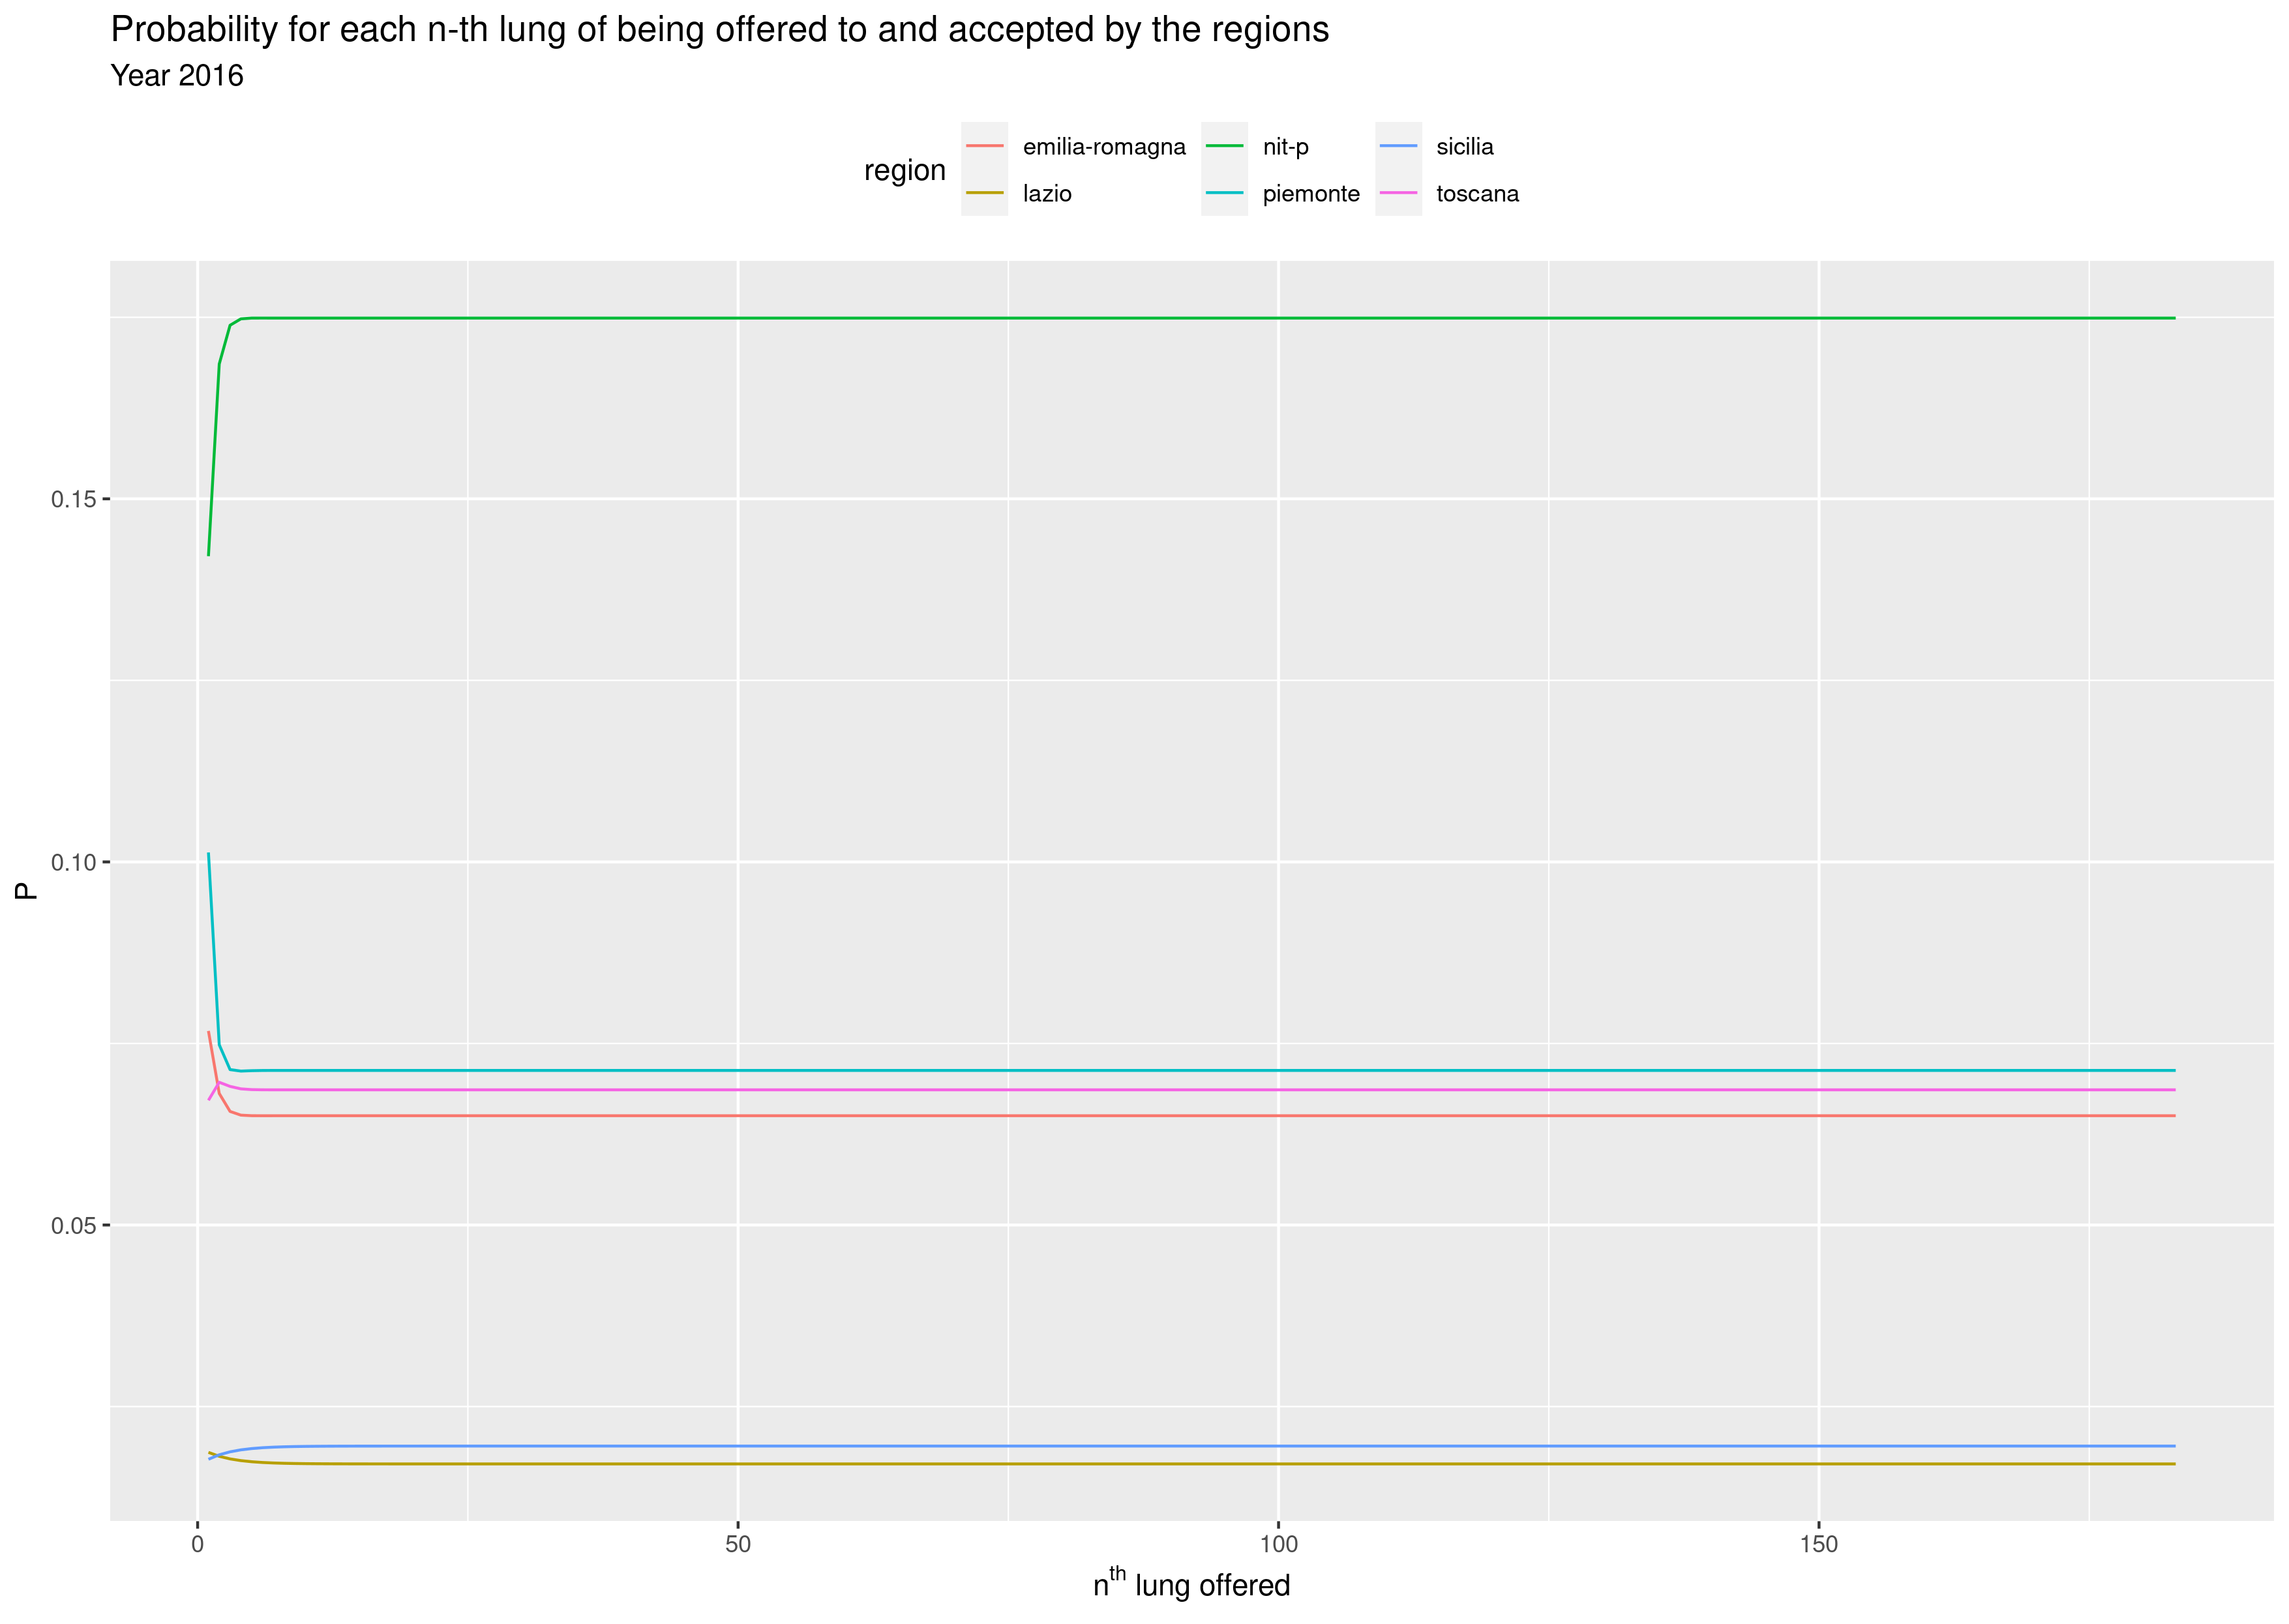 Probability for each n-th lung of being offered to and accepted by the regions
Year 2016
region
emilia-romagna nit-p sicilia
lazio piemonte toscana
0.15
0.10
0.05
P
0 50 100 150
nth lung offered